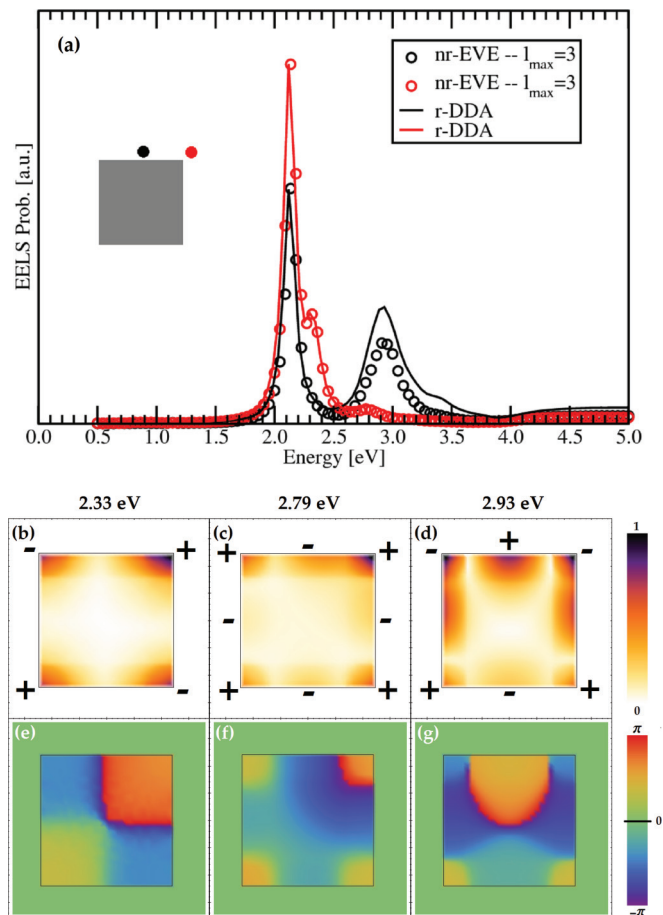 (a)
nr-EVE -- l_max=3
nr-EVE -- l_max=3
r-DDA
r-DDA
EELS Prob. [a.u.]
0.0 0.5 1.0 1.5 2.0 2.5 3.0 3.5 4.0 4.5 5.0
Energy [eV]
2.33 eV 2.79 eV 2.93 eV
(b) - + (c) + - + (d) - + -
1
- -
+ - + - + + - +
0
(e) (f) (g)
π
0
-π